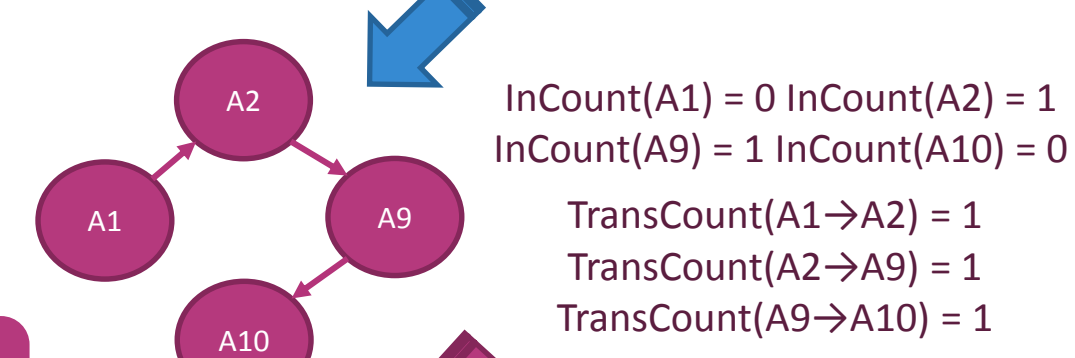 A2
A1
A9
A10
InCount(A1) = 0 InCount(A2) = 1
InCount(A9) = 1 InCount(A10) = 0
TransCount(A1→A2) = 1
TransCount(A2→A9) = 1
TransCount(A9→A10) = 1